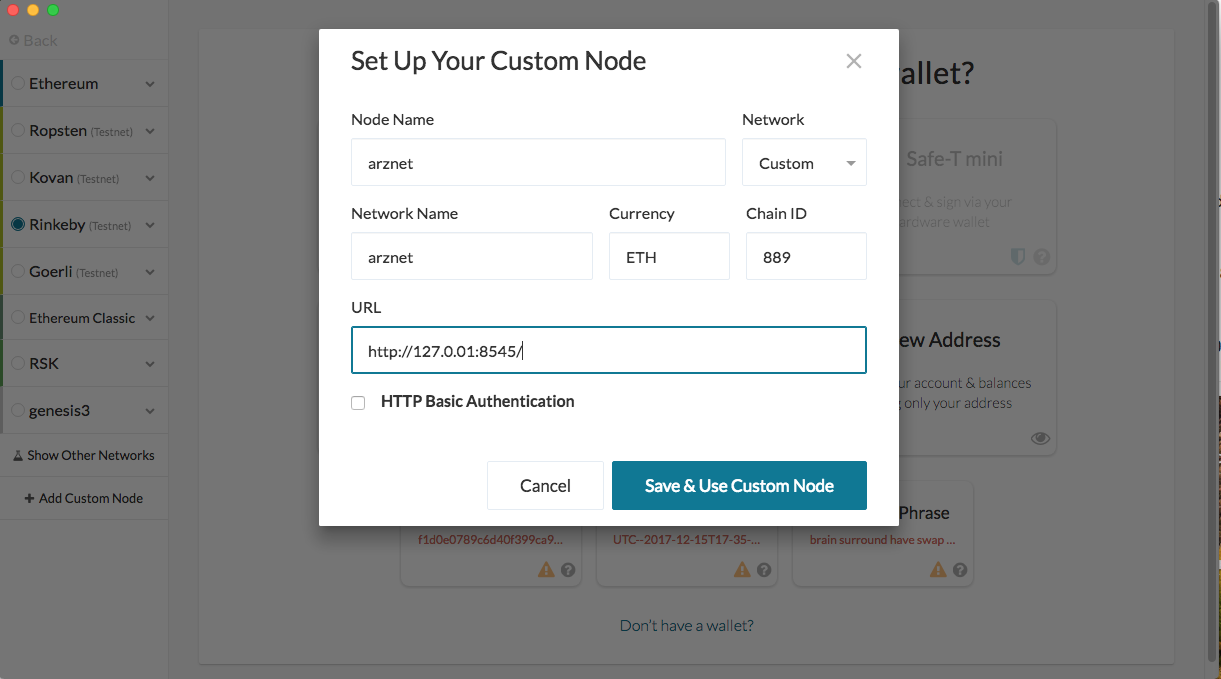 Back
Ethereum
Ropsten (Testnet)
Kovan (Testnet)
Rinkeby (Testnet)
Goerli (Testnet)
Ethereum Classic
RSK
genesis3
Show Other Networks
Add Custom Node
allet?
Safe-T mini
ect & sign via your
ardware wallet
ew Address
ur account & balances
only your address
Set Up Your Custom Node
Node Name
Network
arznet
Custom
Network Name
Currency
Chain ID
arznet
ETH
889
URL
http://127.0.01:8545/
HTTP Basic Authentication
Cancel
Save & Use Custom Node
Phrase
f1d0e0789c6d40f399ca9...
UTC--2017-12-15T17-35-...
brain surround have swap ...
Don't have a wallet?